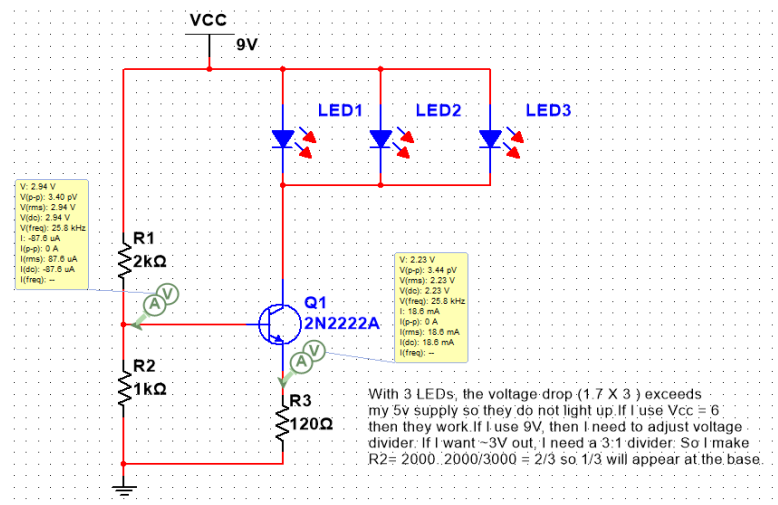 VCC
9V
LED1
LED2
LED3
V: 2.94 V
V(p-p): 3.40 pV
V(rms): 2.94 V
V(dc): 2.94 V
V(freq): 25.8 kHz
I: -87.6 uA
I(p-p): 0 A
I(rms): 87.6 uA
I(dc): -87.6 uA
I(freq): --
R1
2kΩ
A V
V: 2.23 V
V(p-p): 3.44 pV
V(rms): 2.23 V
V(dc): 2.23 V
V(freq): 25.8 kHz
I: 18.6 mA
I(p-p): 0 A
I(rms): 18.6 mA
I(dc): 18.6 mA
I(freq): --
Q1
2N2222A
A V
R2
1kΩ
R3
120Ω
With 3 LEDs, the voltage drop (1.7 X 3 ) exceeds
my 5v supply so they do not light up.If I use Vcc = 6
then they work.If I use 9V, then I need to adjust voltage
divider. If I want ~3V out, I need a 3:1 divider. So I make
R2= 2000. 2000/3000 = 2/3 so 1/3 will appear at the base.